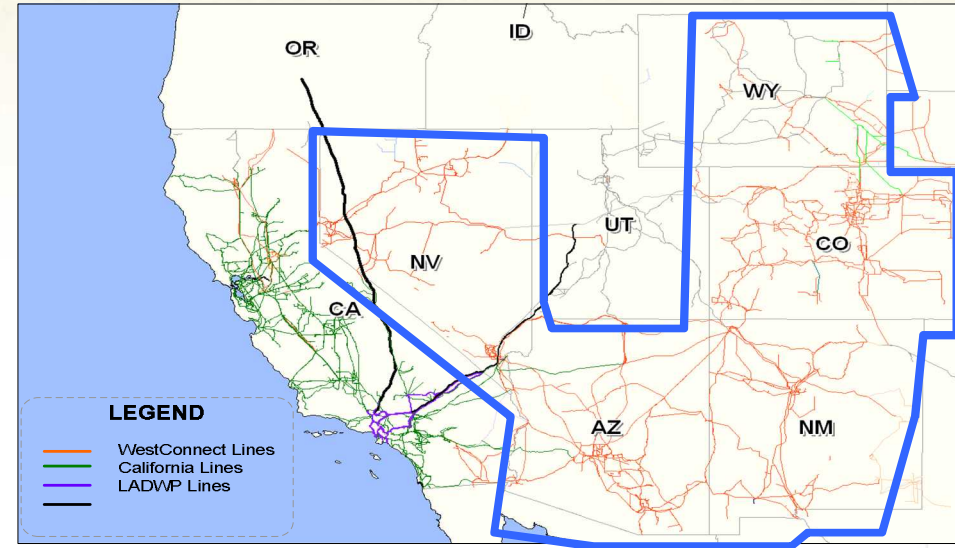 OR
ID
WY
UT
CO
NV
CA
AZ
NM
LEGEND
WestConnect Lines
California Lines
LADWP Lines